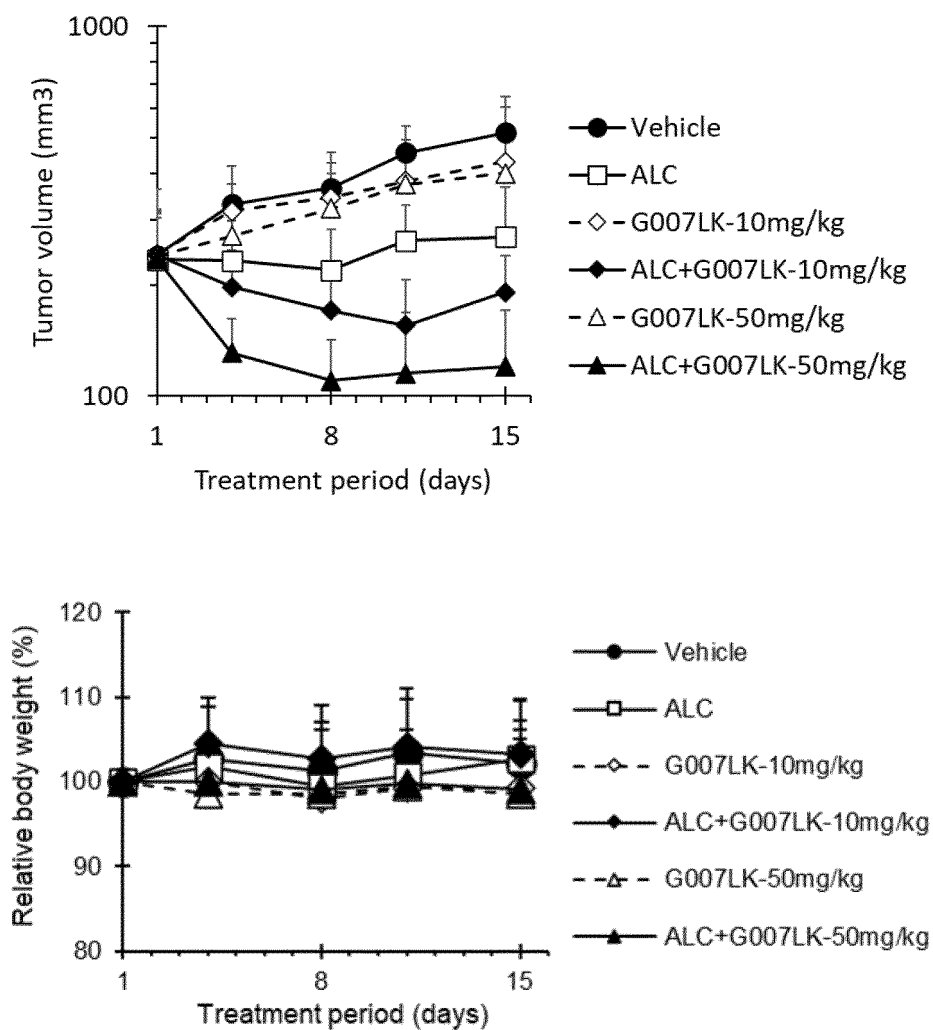 1000
Tumor volume (mm3)
100
1
8
15
Treatment period (days)
Vehicle
ALC
G007LK-10mg/kg
ALC+G007LK-10mg/kg
G007LK-50mg/kg
ALC+G007LK-50mg/kg
120
110
100
90
80
Relative body weight (%)
1
8
15
Treatment period (days)
Vehicle
ALC
G007LK-10mg/kg
ALC+G007LK-10mg/kg
G007LK-50mg/kg
ALC+G007LK-50mg/kg